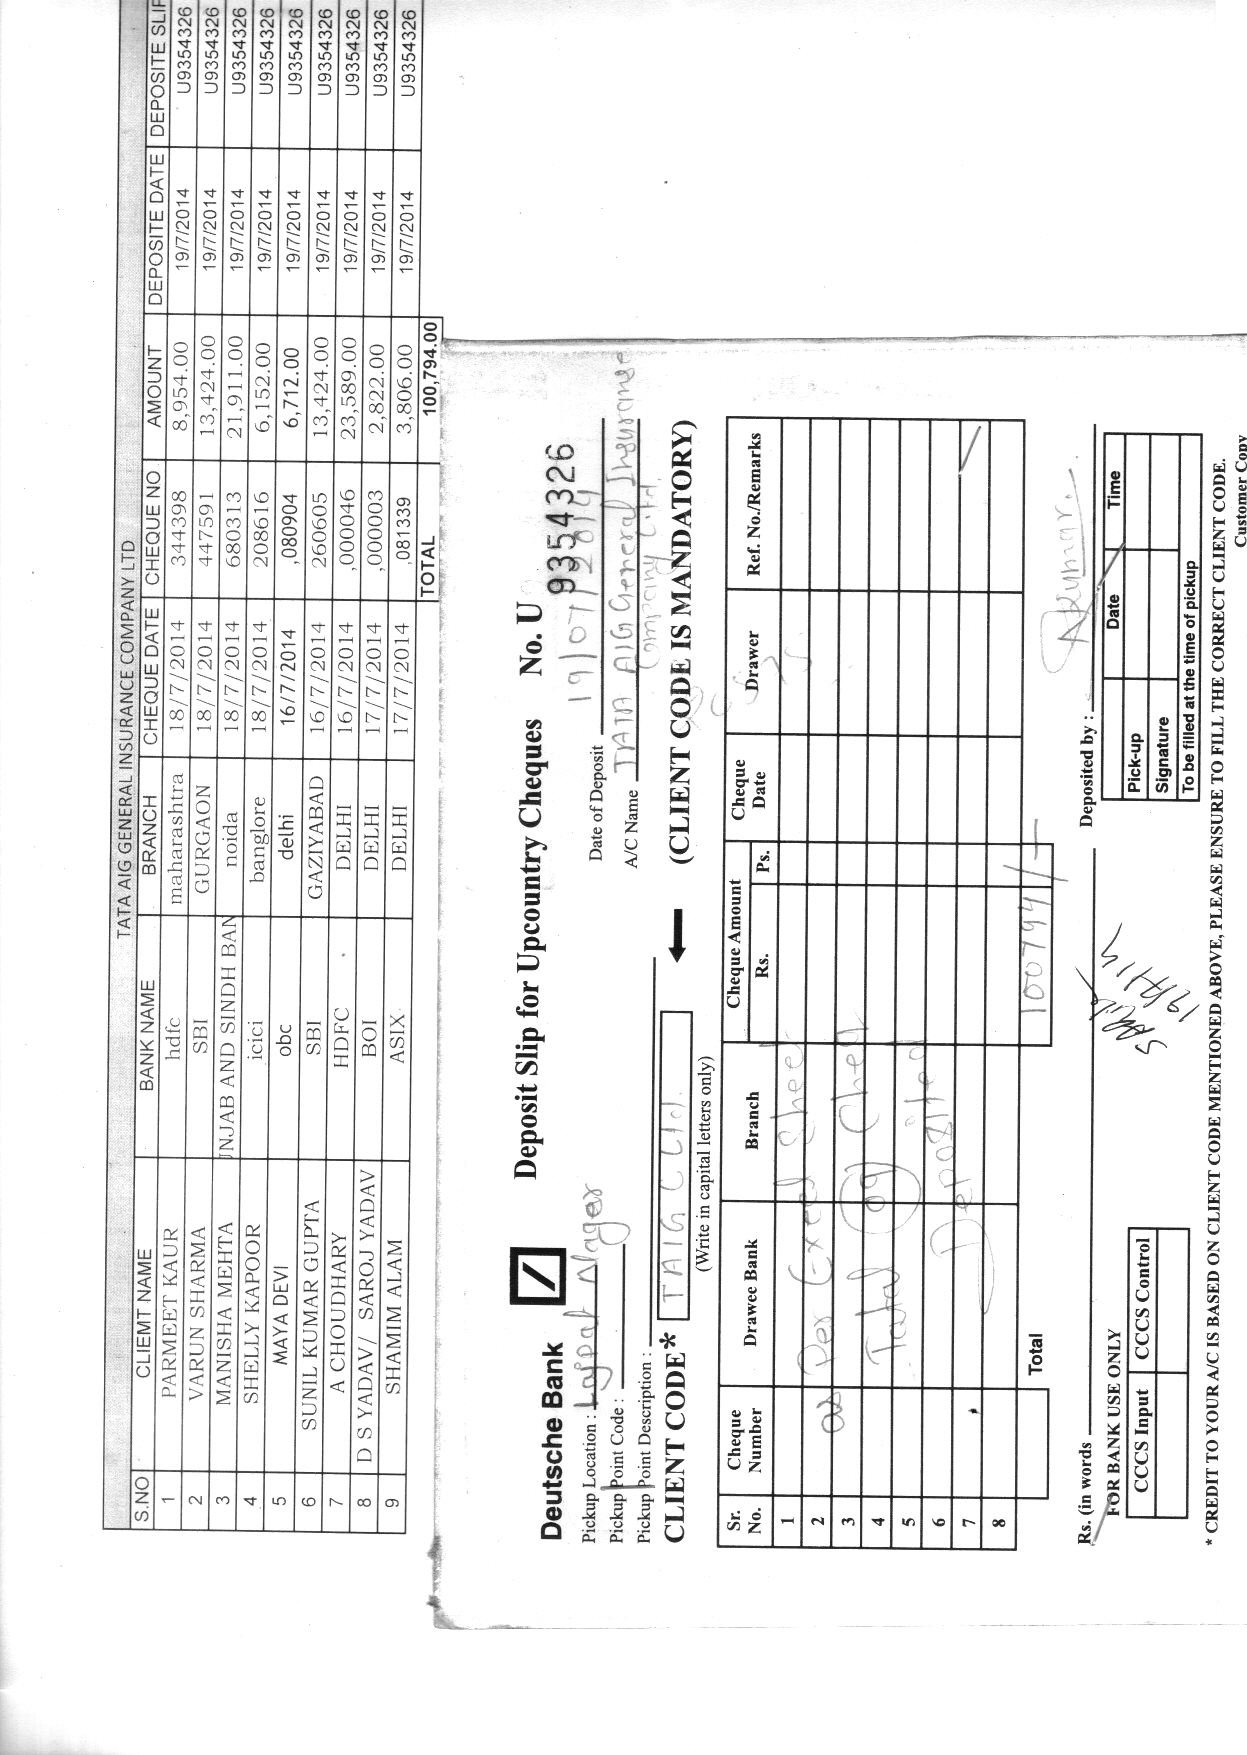 TATA AIG GENERAL INSURANCE COMPANY LTD
S.NO CLIEMT NAME BANK NAME BRANCH CHEQUE DATE CHEQUE NO AMOUNT DEPOSITE DATE DEPOSITE SLIP
1 PARMEET KAUR hdfc maharashtra 18/7/2014 344398 8,954.00 19/7/2014 U9354326
2 VARUN SHARMA SBI GURGAON 18/7/2014 447591 13,424.00 19/7/2014 U9354326
3 MANISHA MEHTA UNJAB AND SINDH BAN noida 18/7/2014 680313 21,911.00 19/7/2014 U9354326
4 SHELLY KAPOOR icici banglore 18/7/2014 208616 6,152.00 19/7/2014 U9354326
5 MAYA DEVI obc delhi 16/7/2014 ,080904 6,712.00 19/7/2014 U9354326
6 SUNIL KUMAR GUPTA SBI GAZIYABAD 16/7/2014 260605 13,424.00 19/7/2014 U9354326
7 A CHOUDHARY HDFC DELHI 16/7/2014 ,000046 23,589.00 19/7/2014 U9354326
8 D S YADAV/ SAROJ YADAV BOI DELHI 17/7/2014 ,000003 2,822.00 19/7/2014 U9354326
9 SHAMIM ALAM ASIX DELHI 17/7/2014 ,081339 3,806.00 19/7/2014 U9354326
TOTAL 100,794.00
Deutsche Bank Deposit Slip for Upcountry Cheques No. U 9354326
Pickup Location : Lajpat Nager Date of Deposit 19/07/2014
Pickup Point Code : A/C Name TATA AIG General Insurance
Company Ltd.
Pickup Point Description :
CLIENT CODE* TAIG C Ltd. (CLIENT CODE IS MANDATORY)
(Write in capital letters only)
Sr. No. Cheque Number Drawee Bank Branch Cheque Amount Rs. Ps. Cheque Date Drawer Ref. No./Remarks
1
2 as Per Excel Sheet
3
4 Total 09 Chek
5
6 Deposited
7
8
Total 100794/-
Rs. (in words Deposited by : AKumar.
19/7/14
FOR BANK USE ONLY
CCCS Input CCCS Control
Pick-up Date Time
Signature
To be filled at the time of pickup
* CREDIT TO YOUR A/C IS BASED ON CLIENT CODE MENTIONED ABOVE, PLEASE ENSURE TO FILL THE CORRECT CLIENT CODE.
Customer Copy